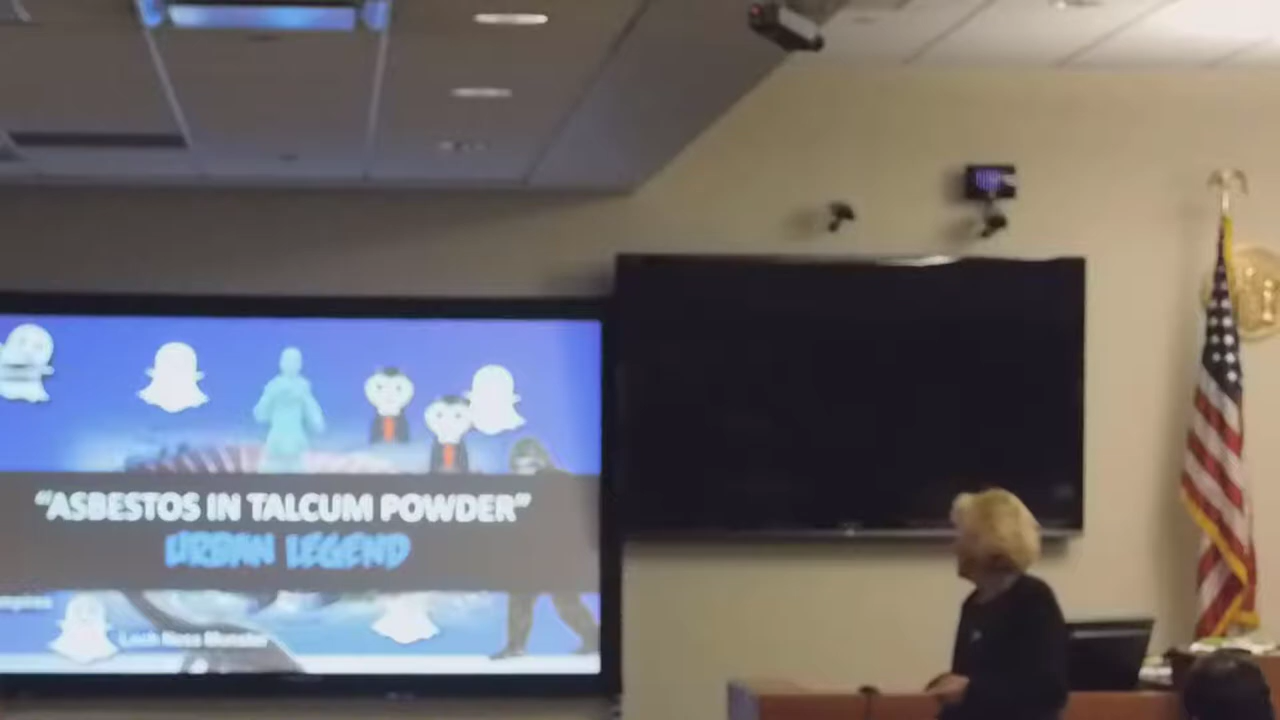 "ASBESTOS IN TALCUM POWDER"
URBAN LEGEND
Loch Ness Monster